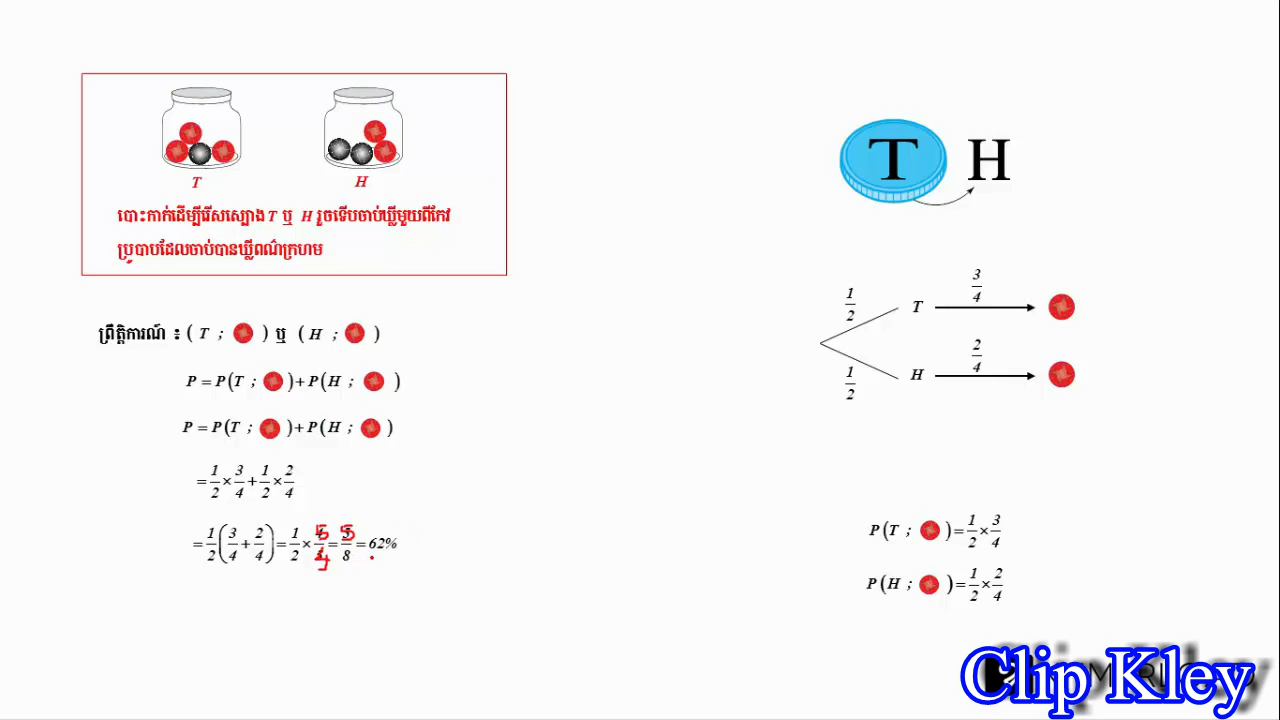 T H
T H
បោះកាក់ដើម្បីរើសស្បោង T ឬ H រួចទើបចាប់ឃ្លីមួយពីកែវ
ប្រូបាបដែលចាប់បានឃ្លីពណ៌ក្រហម
ព្រឹត្តិការណ៍ ៖ ( T ; ) ឬ ( H ; )
P = P(T ; ) + P(H ; )
P = P(T ; ) + P(H ; )
= 1/2 × 3/4 + 1/2 × 2/4
= 1/2 (3/4 + 2/4) = 1/2 × 5/4 = 5/8 = 62%
1/2 T 3/4
1/2 H 2/4
P(T ; ) = 1/2 × 3/4
P(H ; ) = 1/2 × 2/4
Clip Kley